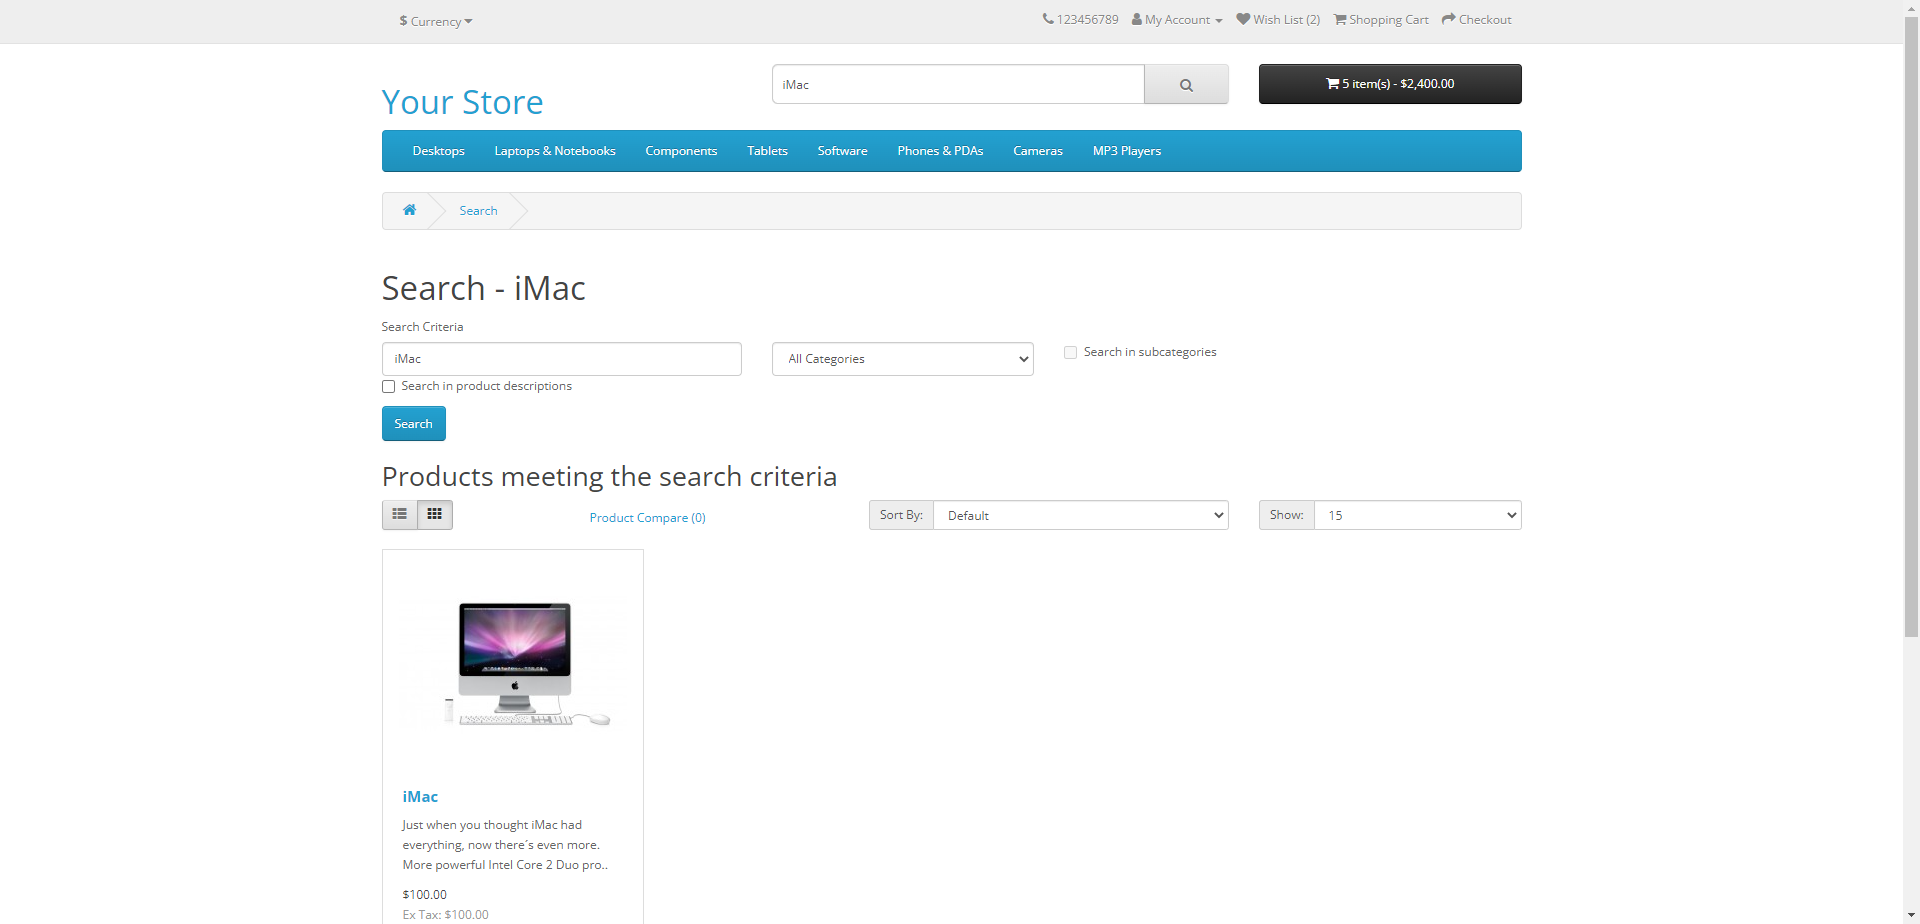 $ Currency
123456789 My Account Wish List (2) Shopping Cart Checkout
Your Store
iMac
5 item(s) - $2,400.00
Desktops Laptops & Notebooks Components Tablets Software Phones & PDAs Cameras MP3 Players
Search
Search - iMac
Search Criteria
iMac
All Categories
Search in subcategories
Search in product descriptions
Search
Products meeting the search criteria
Product Compare (0)
Sort By: Default
Show: 15
iMac
Just when you thought iMac had
everything, now there´s even more.
More powerful Intel Core 2 Duo pro..
$100.00
Ex Tax: $100.00